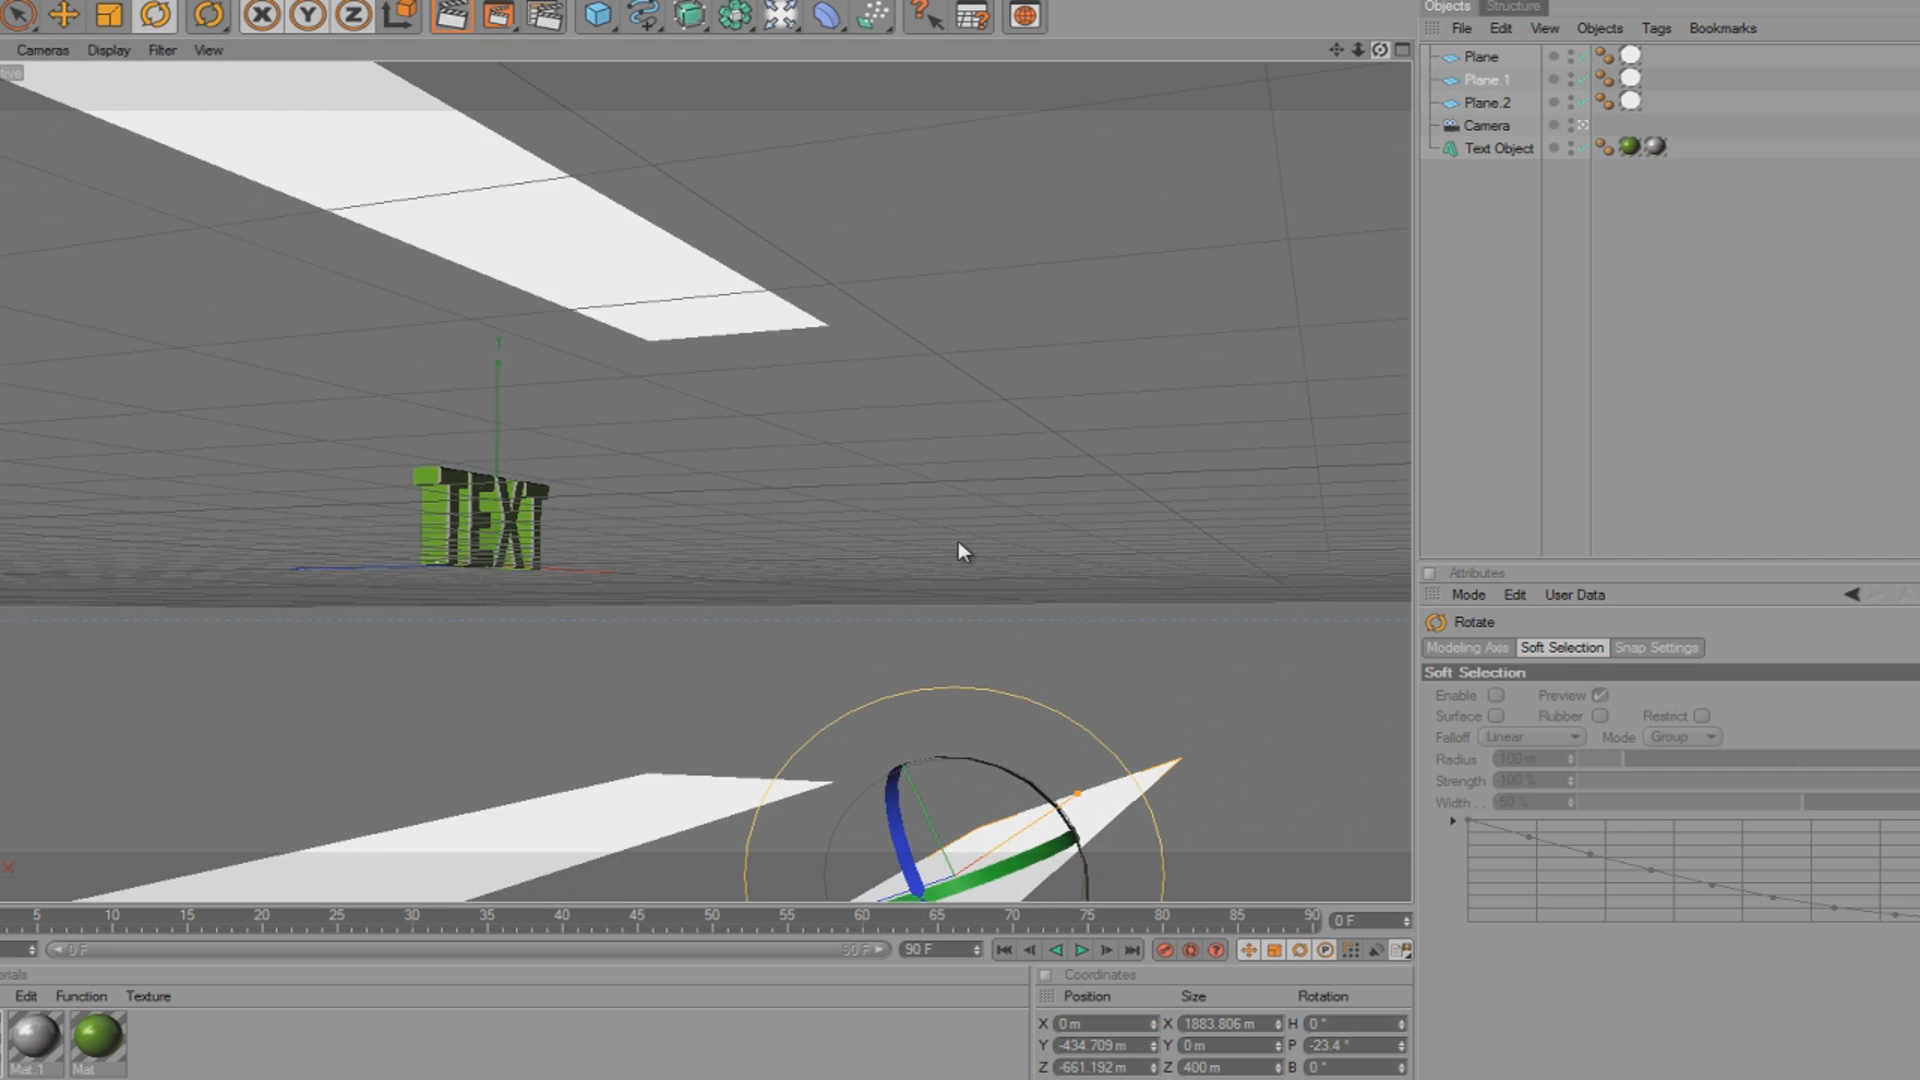 Objects Structure
Cameras Display Filter View
File Edit View Objects Tags Bookmarks
tive
Plane
Plane.1
Plane.2
Camera
Text Object
X Y Z
Y
TEXT
Attributes
Mode Edit User Data
Rotate
Modeling Axis Soft Selection Snap Settings
Soft Selection
Enable Preview
Surface Rubber Restrict
Falloff Linear Mode Group
Radius 100 m
Strength 100 %
Width . . 50 %
X
5 10 15 20 25 30 35 40 45 50 55 60 65 70 75 80 85 90 0 F
0 F 90 F 90 F
erials
Coordinates
Edit Function Texture
Position Size Rotation
X 0 m X 1883.806 m H 0 °
Y -434.709 m Y 0 m P -23.4 °
Z -661.192 m Z 400 m B 0 °
Mat.1 Mat